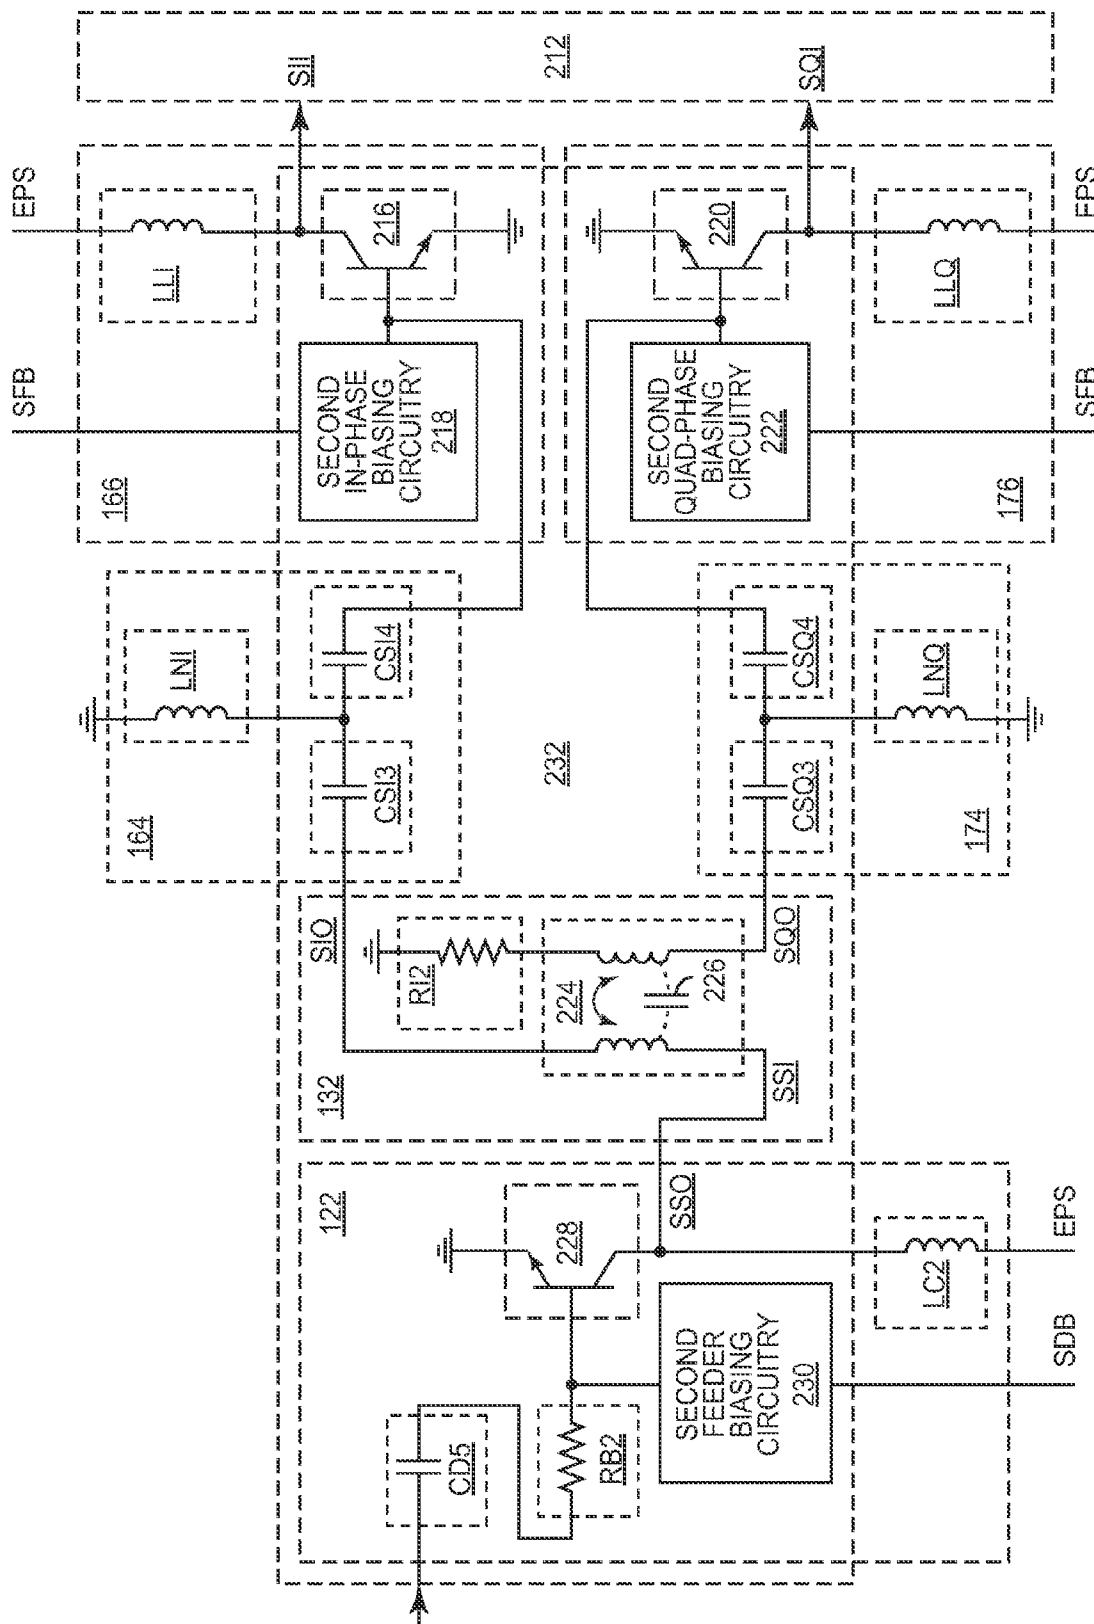 EPS
SFB
SII
212
SQI
EPS
SFB
LLI
216
SECOND
IN-PHASE
BIASING
CIRCUITRY
218
166
220
SECOND
QUAD-PHASE
BIASING
CIRCUITRY
222
LLQ
176
LNI
CSI4
CSI3
164
232
CSQ4
CSQ3
LNQ
174
SIO
RI2
224
226
SQO
132
SSI
122
228
SSO
SECOND
FEEDER
BIASING
CIRCUITRY
230
LC2
EPS
SDB
CD5
RB2